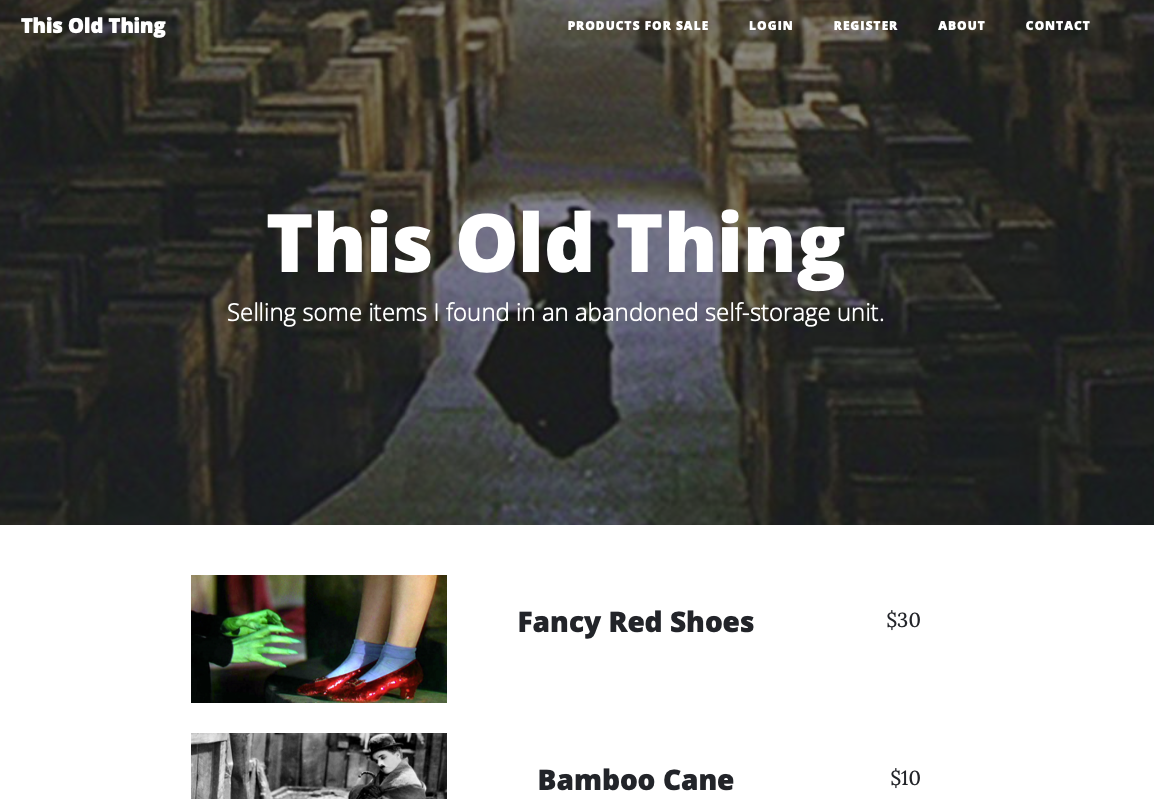 This Old Thing
PRODUCTS FOR SALE LOGIN REGISTER ABOUT CONTACT
This Old Thing
Selling some items I found in an abandoned self-storage unit.
Fancy Red Shoes $30
Bamboo Cane $10